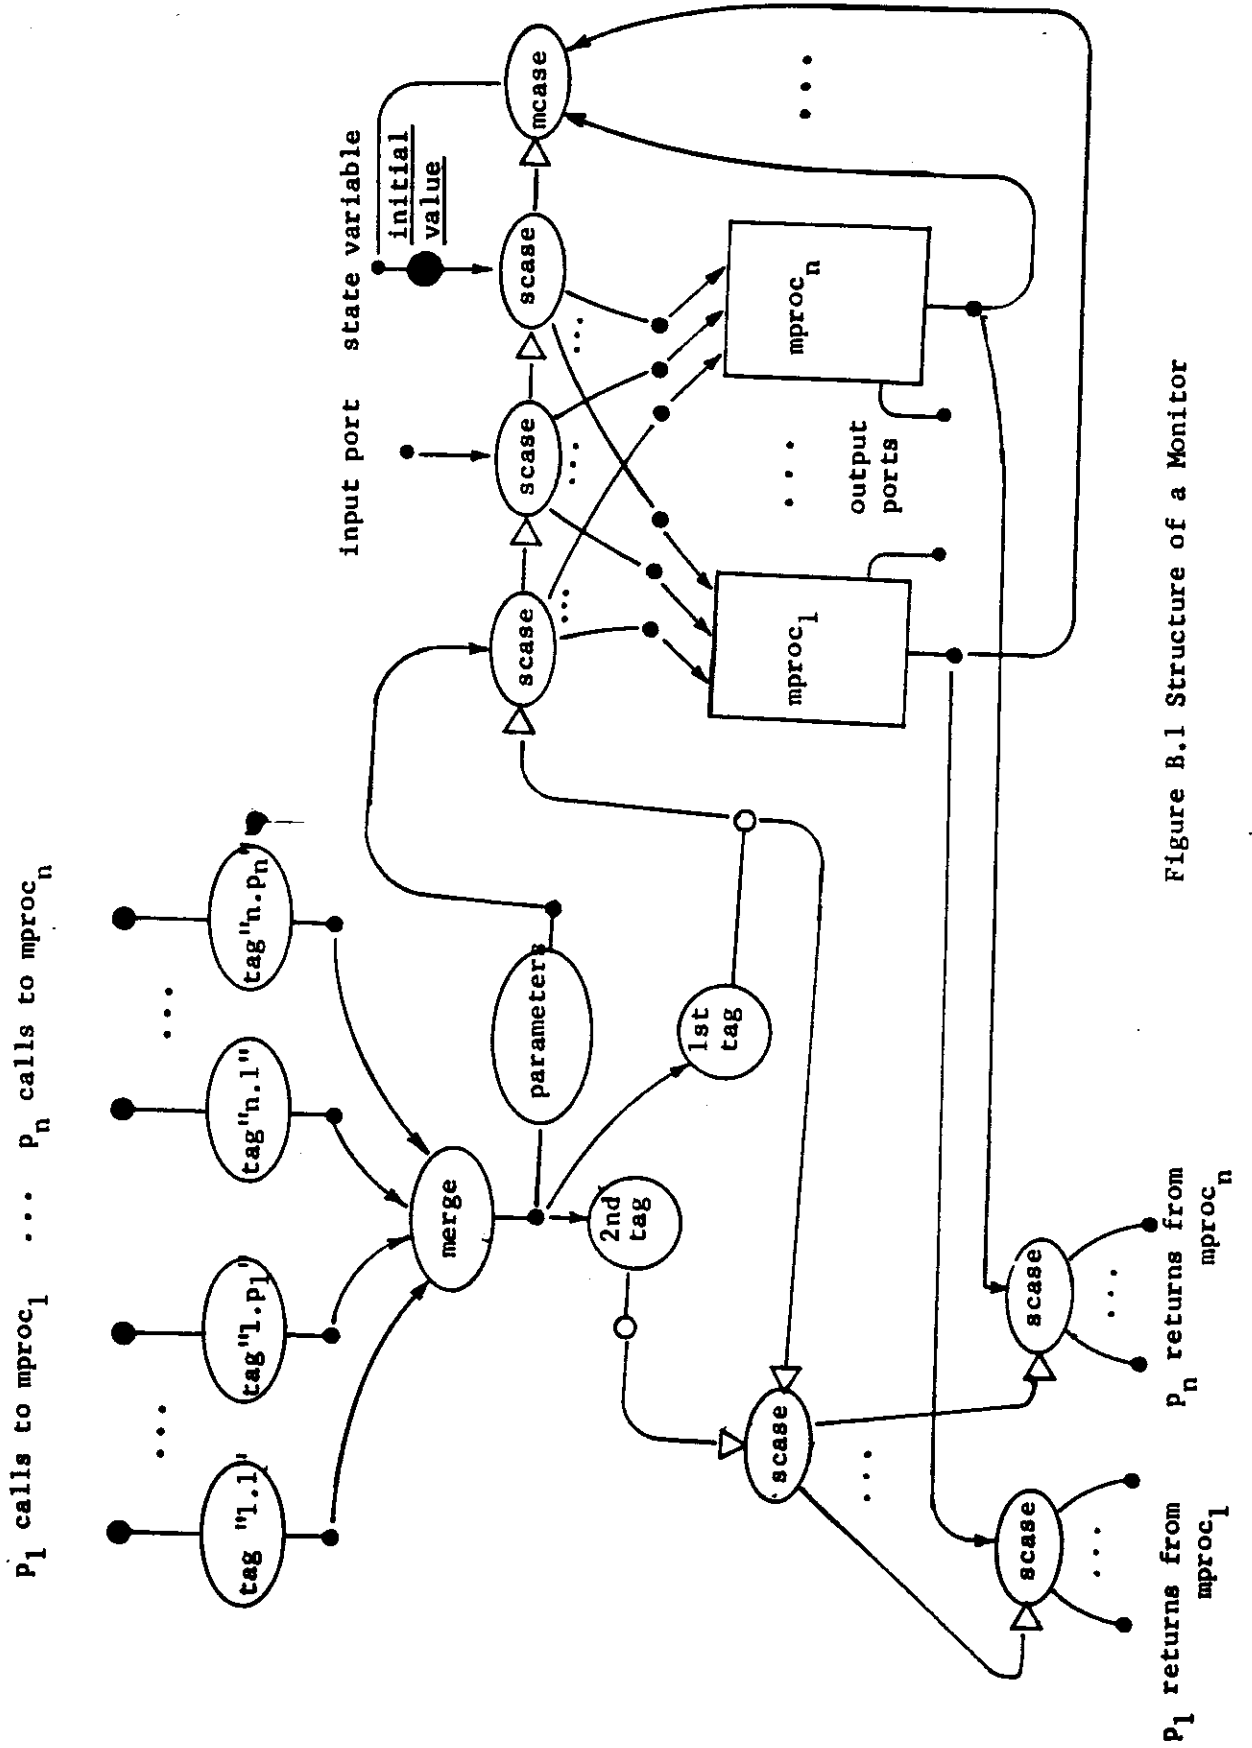 p₁ calls to mproc₁ ... pₙ calls to mprocₙ
tag "1.1"
...
tag"1.p₁"
tag"n.1"
...
tag"n.pₙ"
merge
parameters
2nd
tag
1st
tag
input port
state variable
initial
value
scase
...
scase
...
scase
...
mcase
...
mproc₁
...
mprocₙ
output
ports
scase
...
scase
...
scase
...
p₁ returns from
mproc₁
pₙ returns from
mprocₙ
Figure B.1 Structure of a Monitor